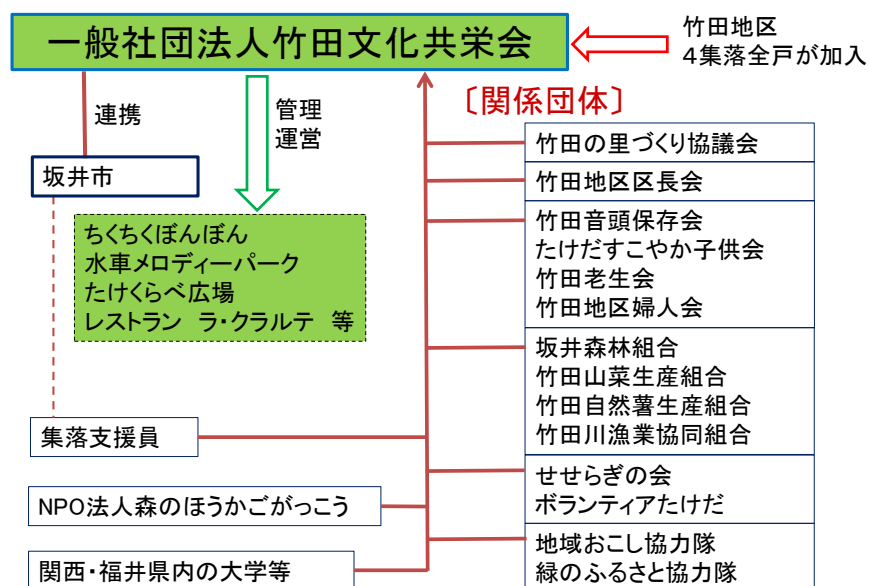 一般社団法人竹田文化共栄会
竹田地区
4集落全戸が加入
連携
管理
運営
〔関係団体〕
坂井市
ちくちくぼんぼん
水車メロディーパーク
たけくらべ広場
レストラン ラ・クラルテ 等
竹田の里づくり協議会
竹田地区区長会
竹田音頭保存会
たけだすこやか子供会
竹田老生会
竹田地区婦人会
坂井森林組合
竹田山菜生産組合
竹田自然薯生産組合
竹田川漁業協同組合
集落支援員
せせらぎの会
ボランティアたけだ
NPO法人森のほうかごがっこう
地域おこし協力隊
緑のふるさと協力隊
関西・福井県内の大学等